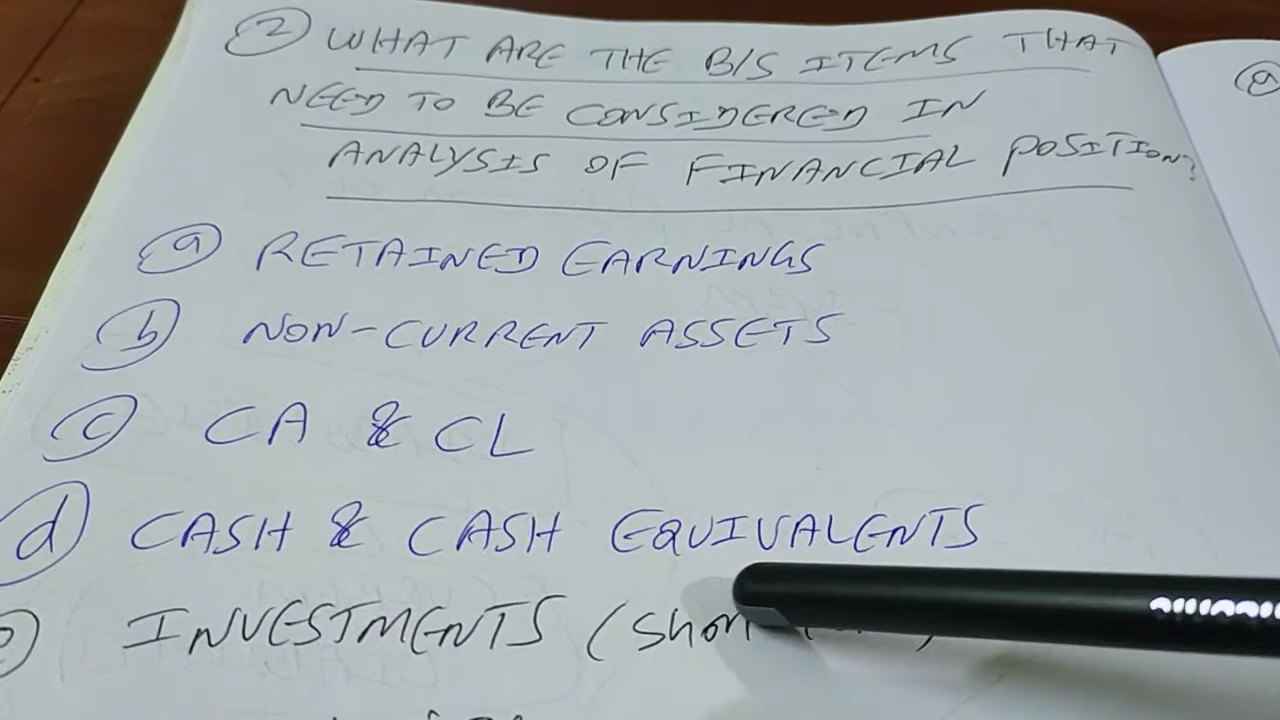 ② WHAT ARE THE B/S ITEMS THAT
NEED TO BE CONSIDERED IN
ANALYSIS OF FINANCIAL POSITION?
ⓐ RETAINED EARNINGS
ⓑ NON-CURRENT ASSETS
ⓒ CA & CL
ⓓ CASH & CASH EQUIVALENTS
INVESTMENTS (
ⓐ